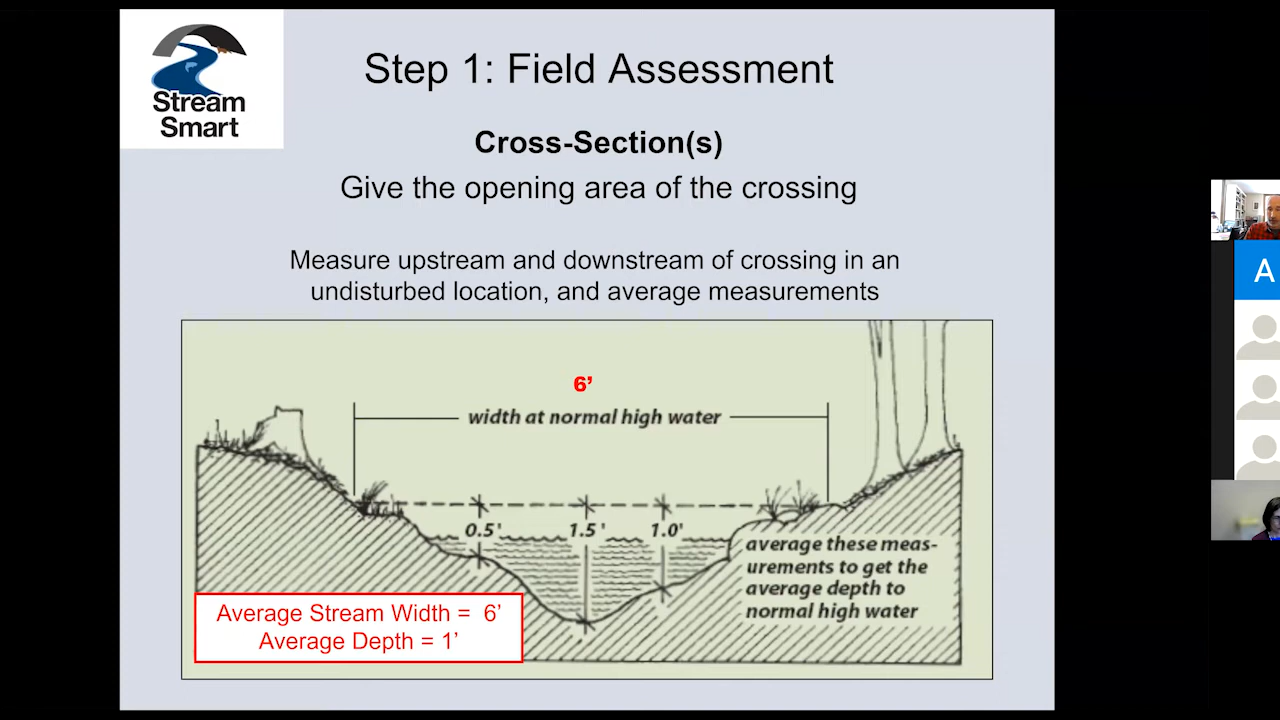 Stream
Smart
Step 1: Field Assessment
Cross-Section(s)
Give the opening area of the crossing
Measure upstream and downstream of crossing in an
undisturbed location, and average measurements
6’
width at normal high water
0.5' 1.5' 1.0'
average these meas-
urements to get the
average depth to
normal high water
Average Stream Width = 6’
Average Depth = 1’
A